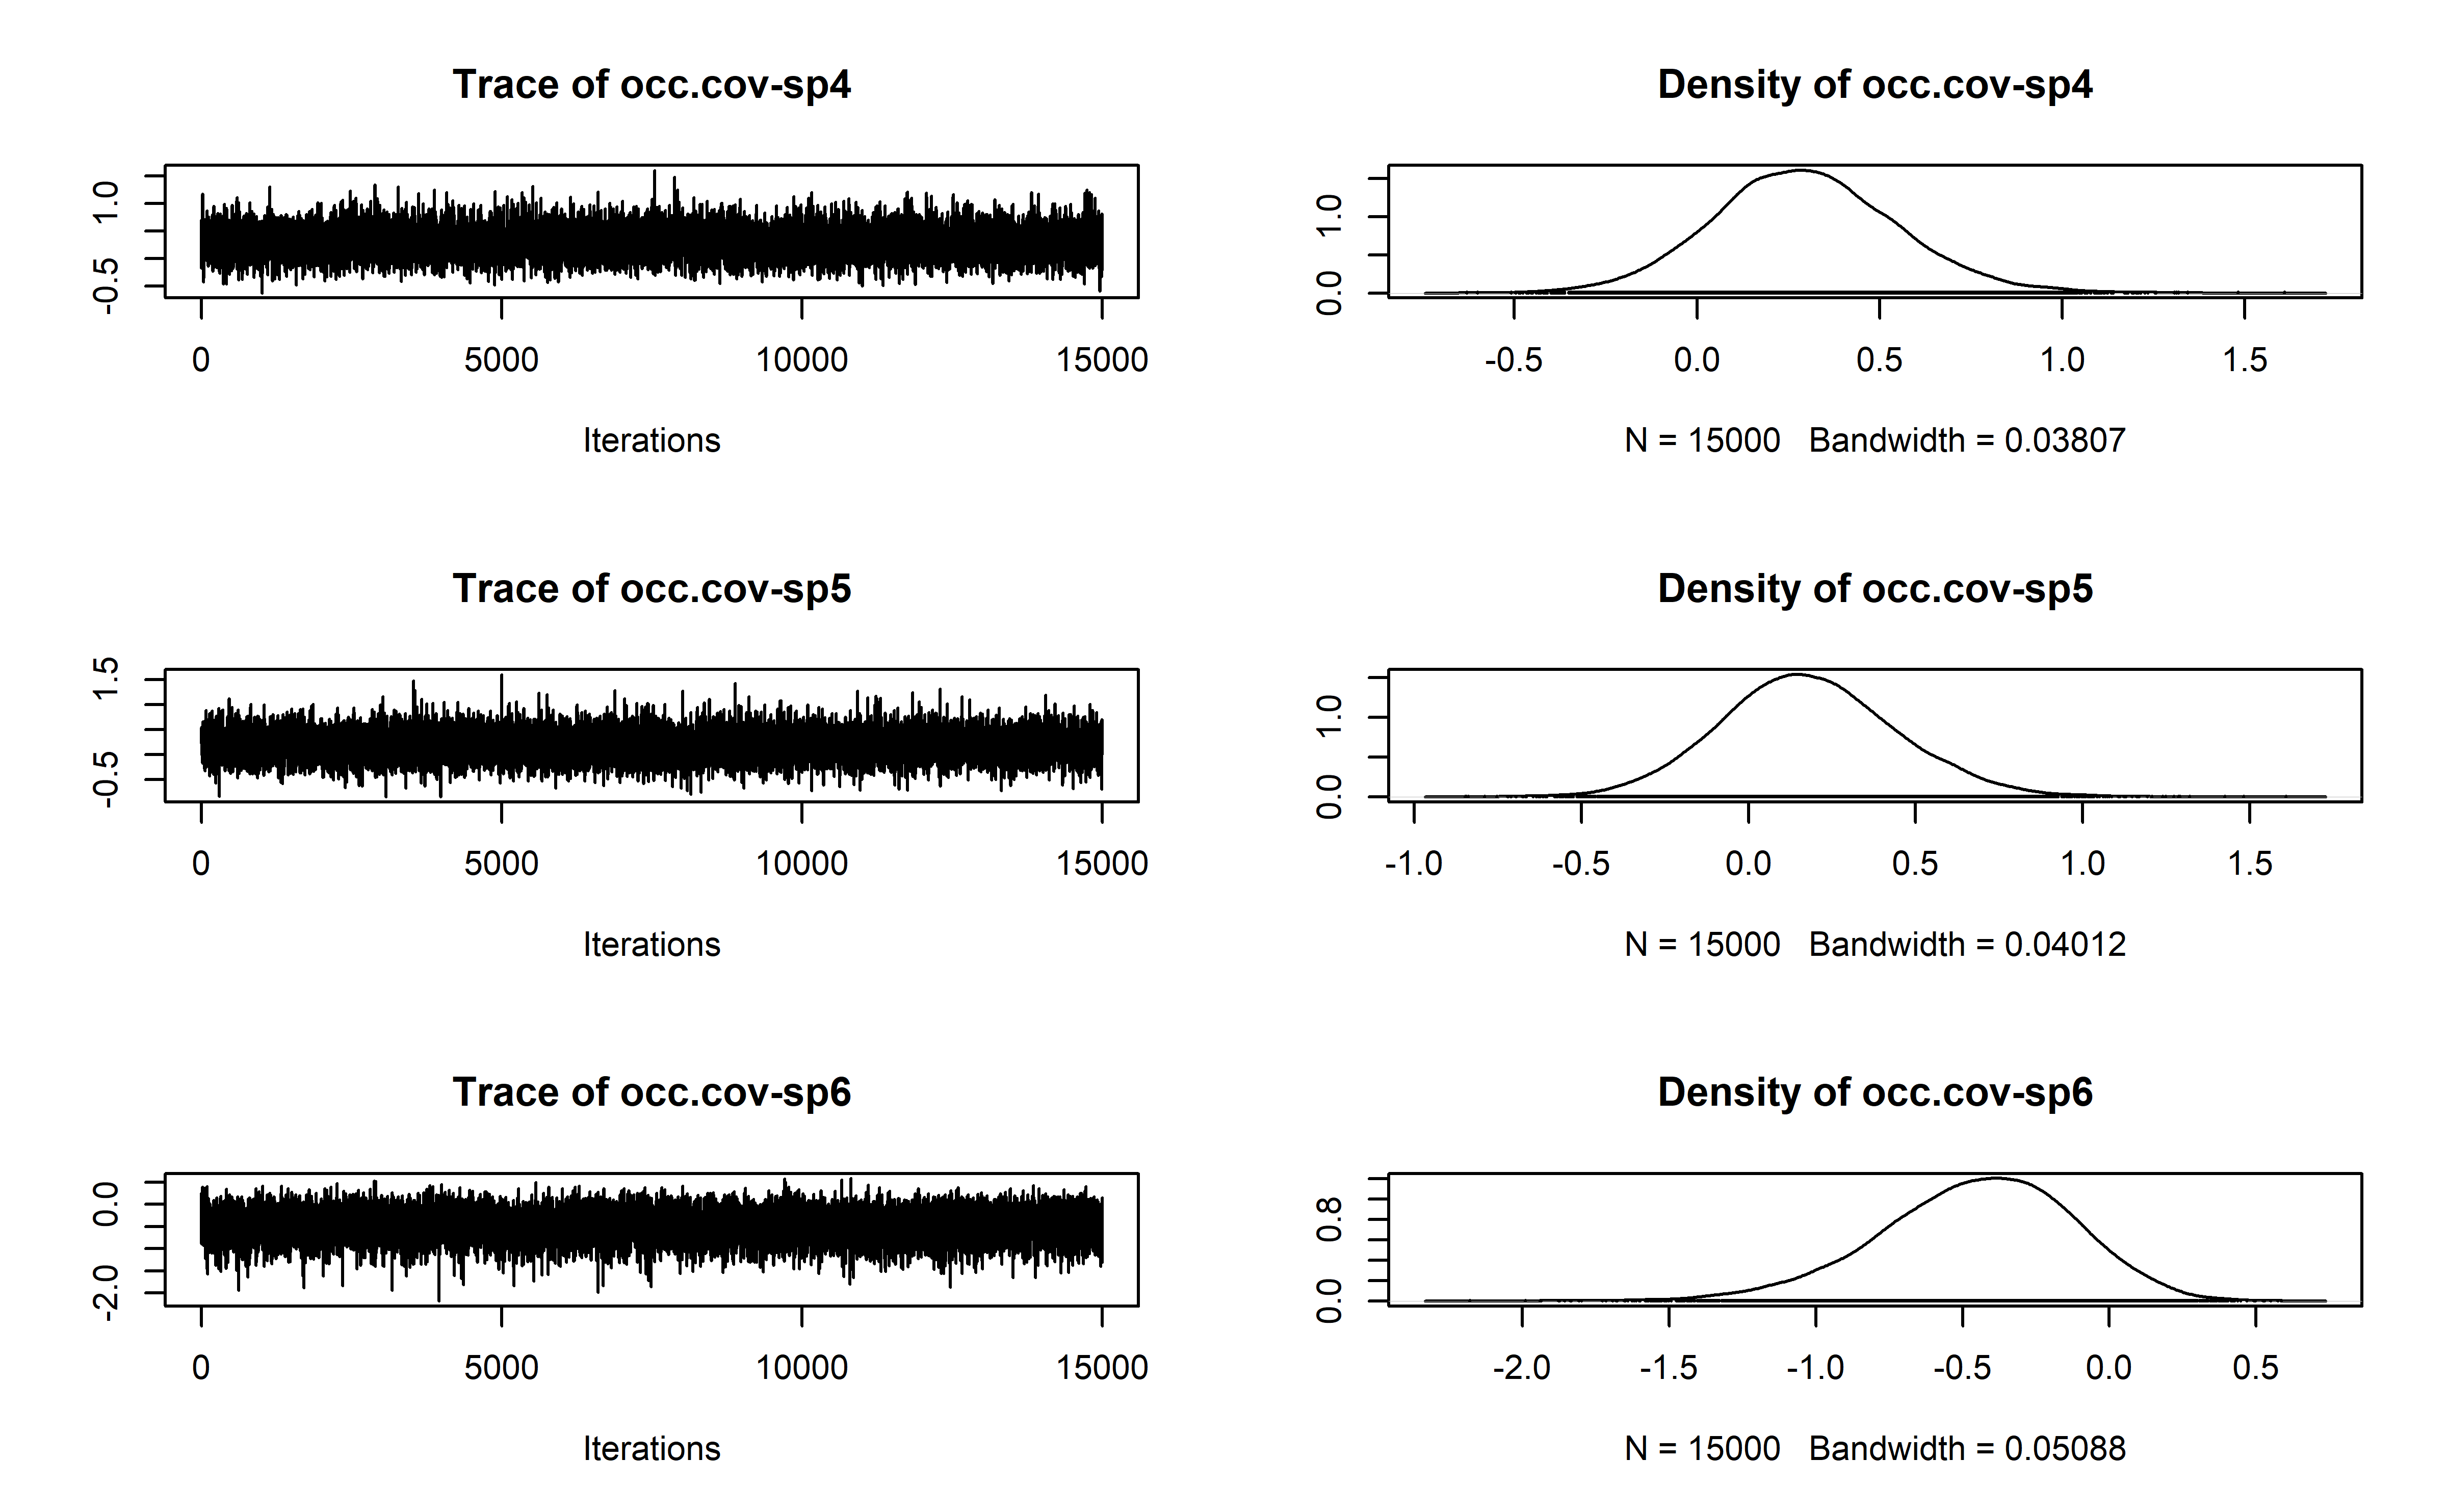 Trace of occ.cov-sp4
1.0
-0.5
0 5000 10000 15000
Iterations
Density of occ.cov-sp4
1.0
0.0
-0.5 0.0 0.5 1.0 1.5
N = 15000 Bandwidth = 0.03807
Trace of occ.cov-sp5
1.5
-0.5
0 5000 10000 15000
Iterations
Density of occ.cov-sp5
1.0
0.0
-1.0 -0.5 0.0 0.5 1.0 1.5
N = 15000 Bandwidth = 0.04012
Trace of occ.cov-sp6
0.0
-2.0
0 5000 10000 15000
Iterations
Density of occ.cov-sp6
0.8
0.0
-2.0 -1.5 -1.0 -0.5 0.0 0.5
N = 15000 Bandwidth = 0.05088